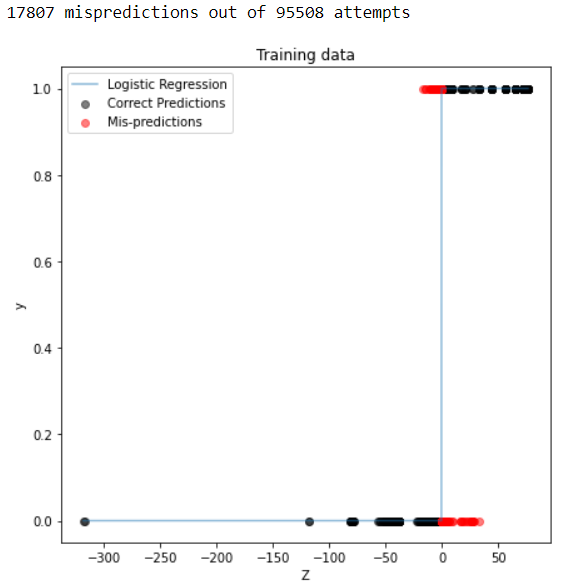 17807 mispredictions out of 95508 attempts
Training data
Logistic Regression
Correct Predictions
Mis-predictions
1.0
0.8
0.6
0.4
0.2
0.0
y
−300 −250 −200 −150 −100 −50 0 50
Z